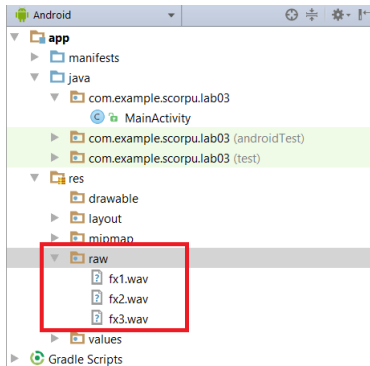 Android
app
manifests
java
com.example.scorpu.lab03
C MainActivity
com.example.scorpu.lab03 (androidTest)
com.example.scorpu.lab03 (test)
res
drawable
layout
mipmap
raw
? fx1.wav
? fx2.wav
? fx3.wav
values
Gradle Scripts